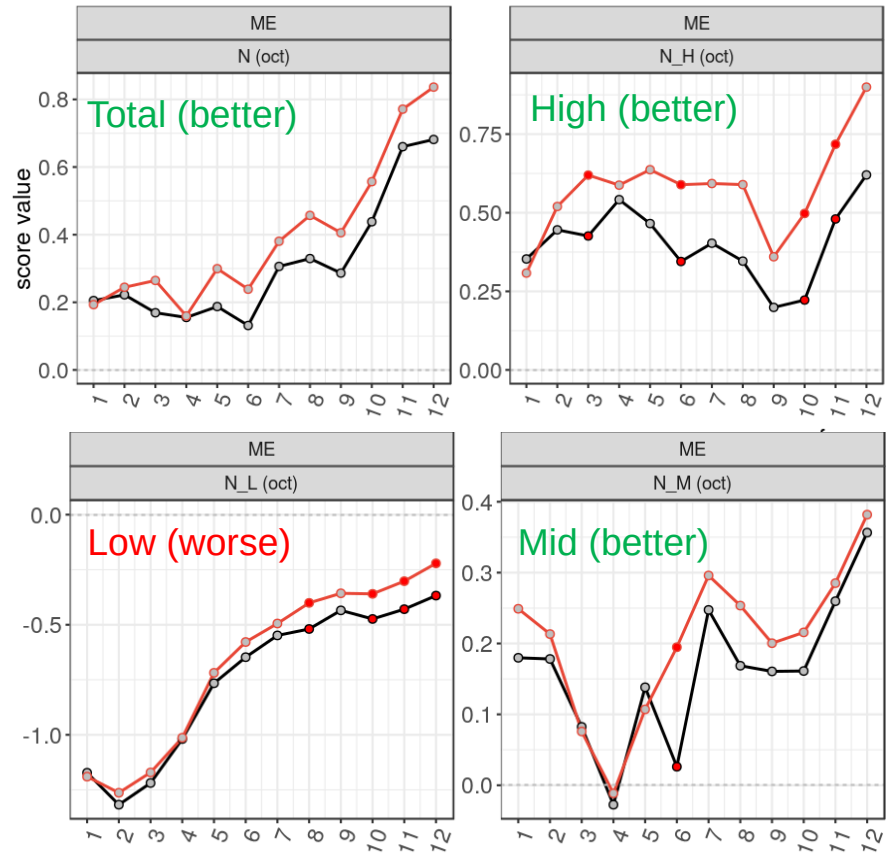 ME
N (oct)
Total (better)
score value
0.8
0.6
0.4
0.2
0.0
1 2 3 4 5 6 7 8 9 10 11 12
ME
N_H (oct)
High (better)
0.75
0.50
0.25
0.00
1 2 3 4 5 6 7 8 9 10 11 12
ME
N_L (oct)
Low (worse)
0.0
-0.5
-1.0
1 2 3 4 5 6 7 8 9 10 11 12
ME
N_M (oct)
Mid (better)
0.4
0.3
0.2
0.1
0.0
1 2 3 4 5 6 7 8 9 10 11 12